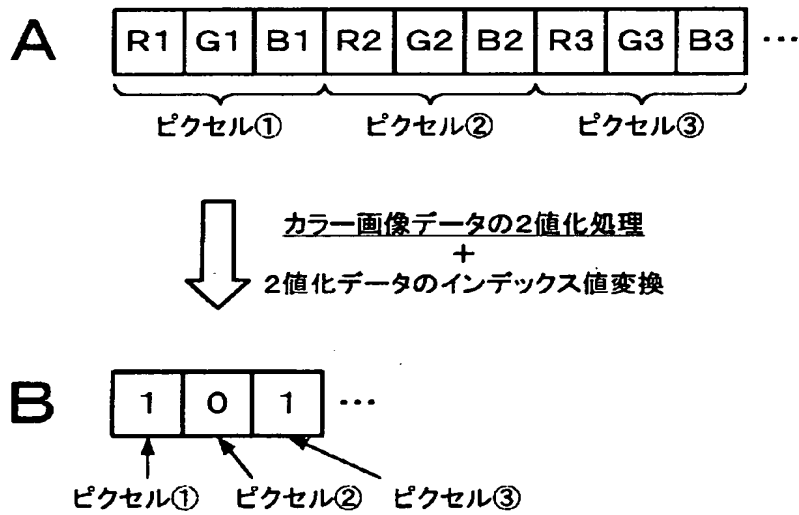 A R1 G1 B1 R2 G2 B2 R3 G3 B3 …
ピクセル① ピクセル② ピクセル③
カラー画像データの2値化処理
+
2値化データのインデックス値変換
B 1 0 1 …
ピクセル① ピクセル② ピクセル③